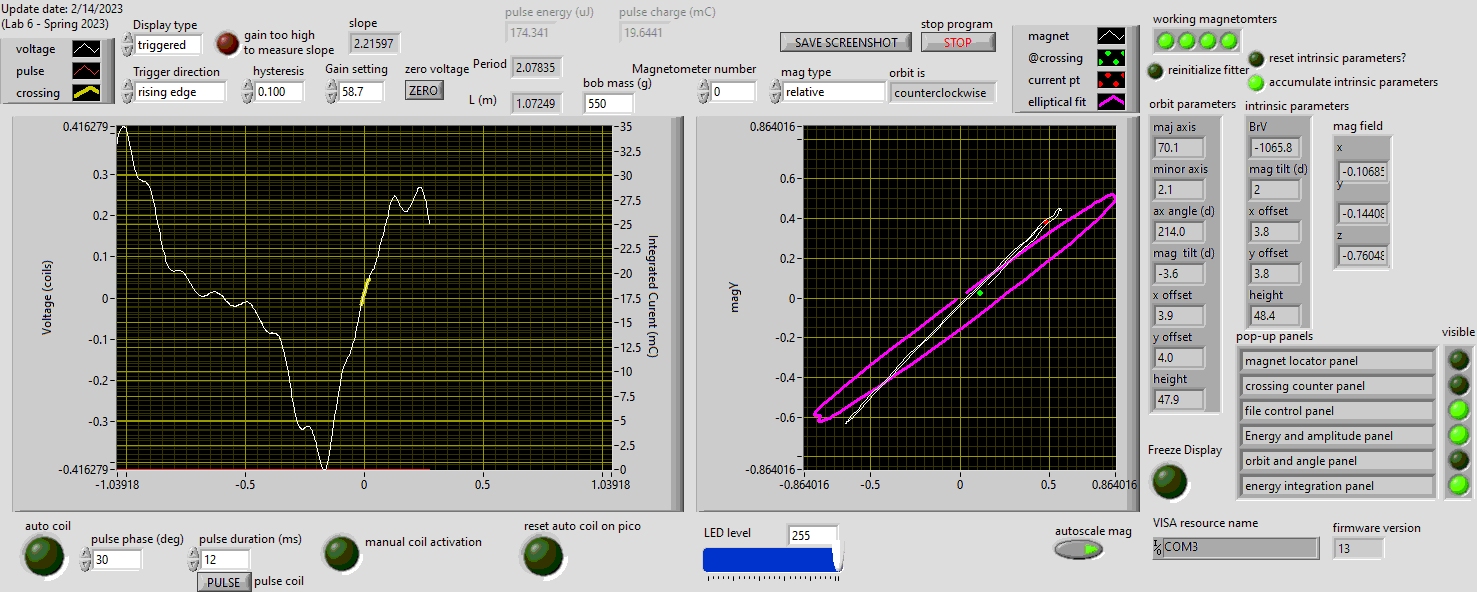 Update date: 2/14/2023
(Lab 6 - Spring 2023)
voltage
pulse
crossing
Display type
triggered
gain too high
to measure slope
slope
2.21597
Trigger direction
rising edge
hysteresis
0.100
Gain setting
58.7
zero voltage
ZERO
pulse energy (uJ)
174.341
pulse charge (mC)
19.6441
Period
2.07835
L (m)
1.07249
bob mass (g)
550
Magnetometer number
0
mag type
relative
orbit is
counterclockwise
SAVE SCREENSHOT
stop program
STOP
magnet
@crossing
current pt
elliptical fit
working magnetomters
reinitialize fitter
reset intrinsic parameters?
accumulate intrinsic parameters
orbit parameters
maj axis
70.1
minor axis
2.1
ax angle (d)
214.0
mag tilt (d)
-3.6
x offset
3.9
y offset
4.0
height
47.9
intrinsic parameters
BrV
-1065.8
mag tilt (d)
2
x offset
3.8
y offset
3.8
height
48.4
mag field
x
-0.10685
y
-0.14408
z
-0.76048
Voltage (coils)
0.416279
0.3
0.2
0.1
0
-0.1
-0.2
-0.3
-0.416279
-1.03918
-0.5
0
0.5
1.03918
35
32.5
30
27.5
25
22.5
20
17.5
15
12.5
10
7.5
5
2.5
0
Integrated Curent (mC)
magy
0.864016
0.6
0.4
0.2
0
-0.2
-0.4
-0.6
-0.864016
-0.864016
-0.5
0
0.5
0.864016
pop-up panels
visible
magnet locator panel
crossing counter panel
file control panel
Energy and amplitude panel
orbit and angle panel
energy integration panel
Freeze Display
auto coil
pulse phase (deg)
30
pulse duration (ms)
12
PULSE
pulse coil
manual coil activation
reset auto coil on pico
LED level
255
autoscale mag
VISA resource name
COM3
firmware version
13